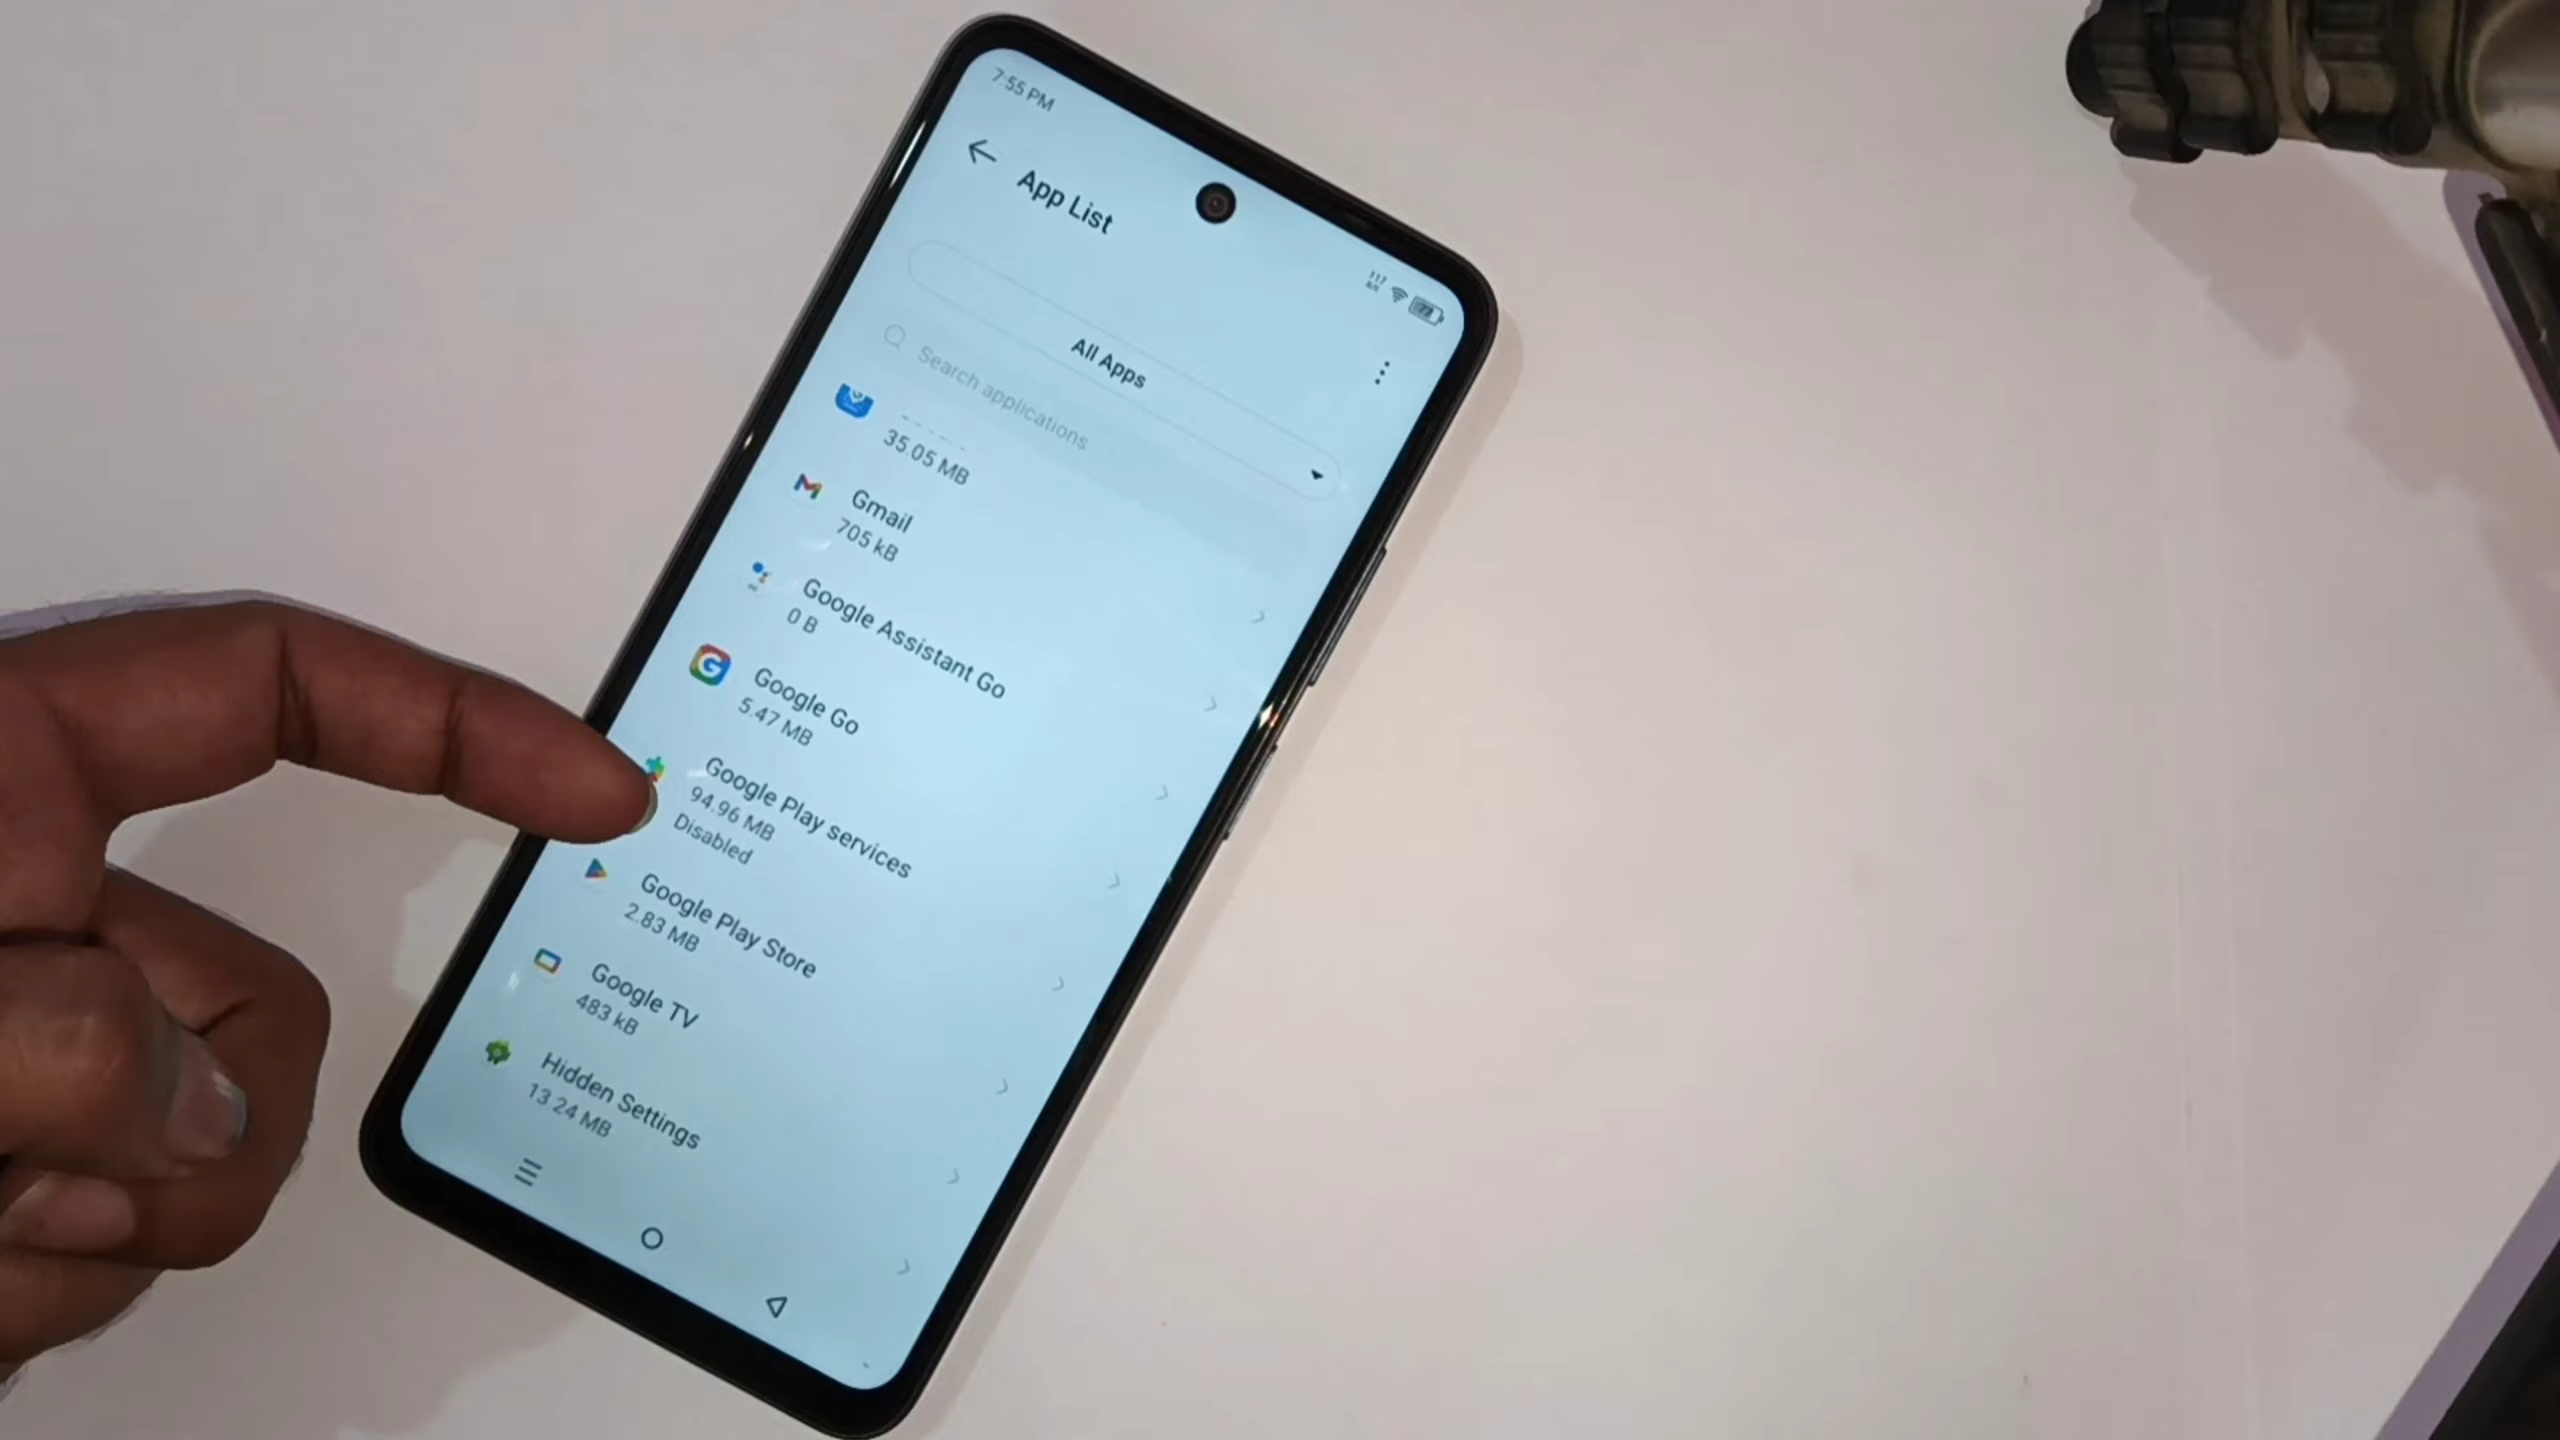 7:55 PM
App List
All Apps
Search applications
35.05 MB
Gmail
705 kB
Google Assistant Go
0 B
Google Go
5.47 MB
Google Play services
94.96 MB
Disabled
Google Play Store
2.83 MB
Google TV
483 kB
Hidden Settings
13.24 MB